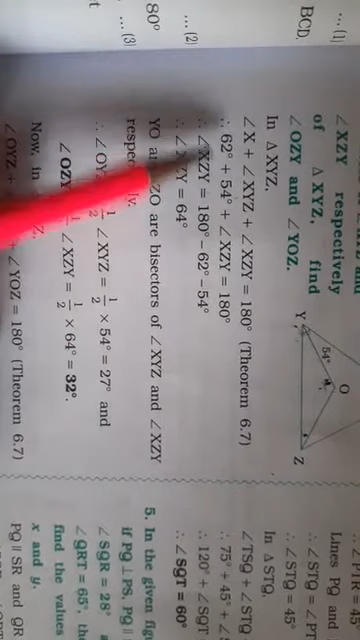 ... (1)
BCD,
... (2)
80°
... (3)
∠XZY respectively
of △ XYZ, find
∠OZY and ∠YOZ.
In △ XYZ,
∠X + ∠XYZ + ∠XZY = 180° (Theorem 6.7)
∴ 62° + 54° + ∠XZY = 180°
∴ ∠XZY = 180° – 62° – 54°
∴ ∠XZY = 64°
YO and ZO are bisectors of ∠XYZ and ∠XZY
∴ ∠OY 1/2 ∠XYZ = 1/2 × 54° = 27° and
∠OZY ∠XZY = 1/2 × 64° = 32°.
Now, in
∠OYZ + + ∠YOZ = 180° (Theorem 6.7)
Y
54°
O
Z
Lines PQ and
∴ ∠STQ =
∴ ∠STQ = 45°
In △ STQ,
∠TSQ + ∠STQ
∴ 75° + 45° + ∠
∴ 120° + ∠SQT
∴ ∠SQT = 60°
5. In the given figu
if PQ ⊥ PS, PQ ||
∠SQR = 28°
∠QRT = 65°, th
find the values
x and y.
PQ || SR and QR